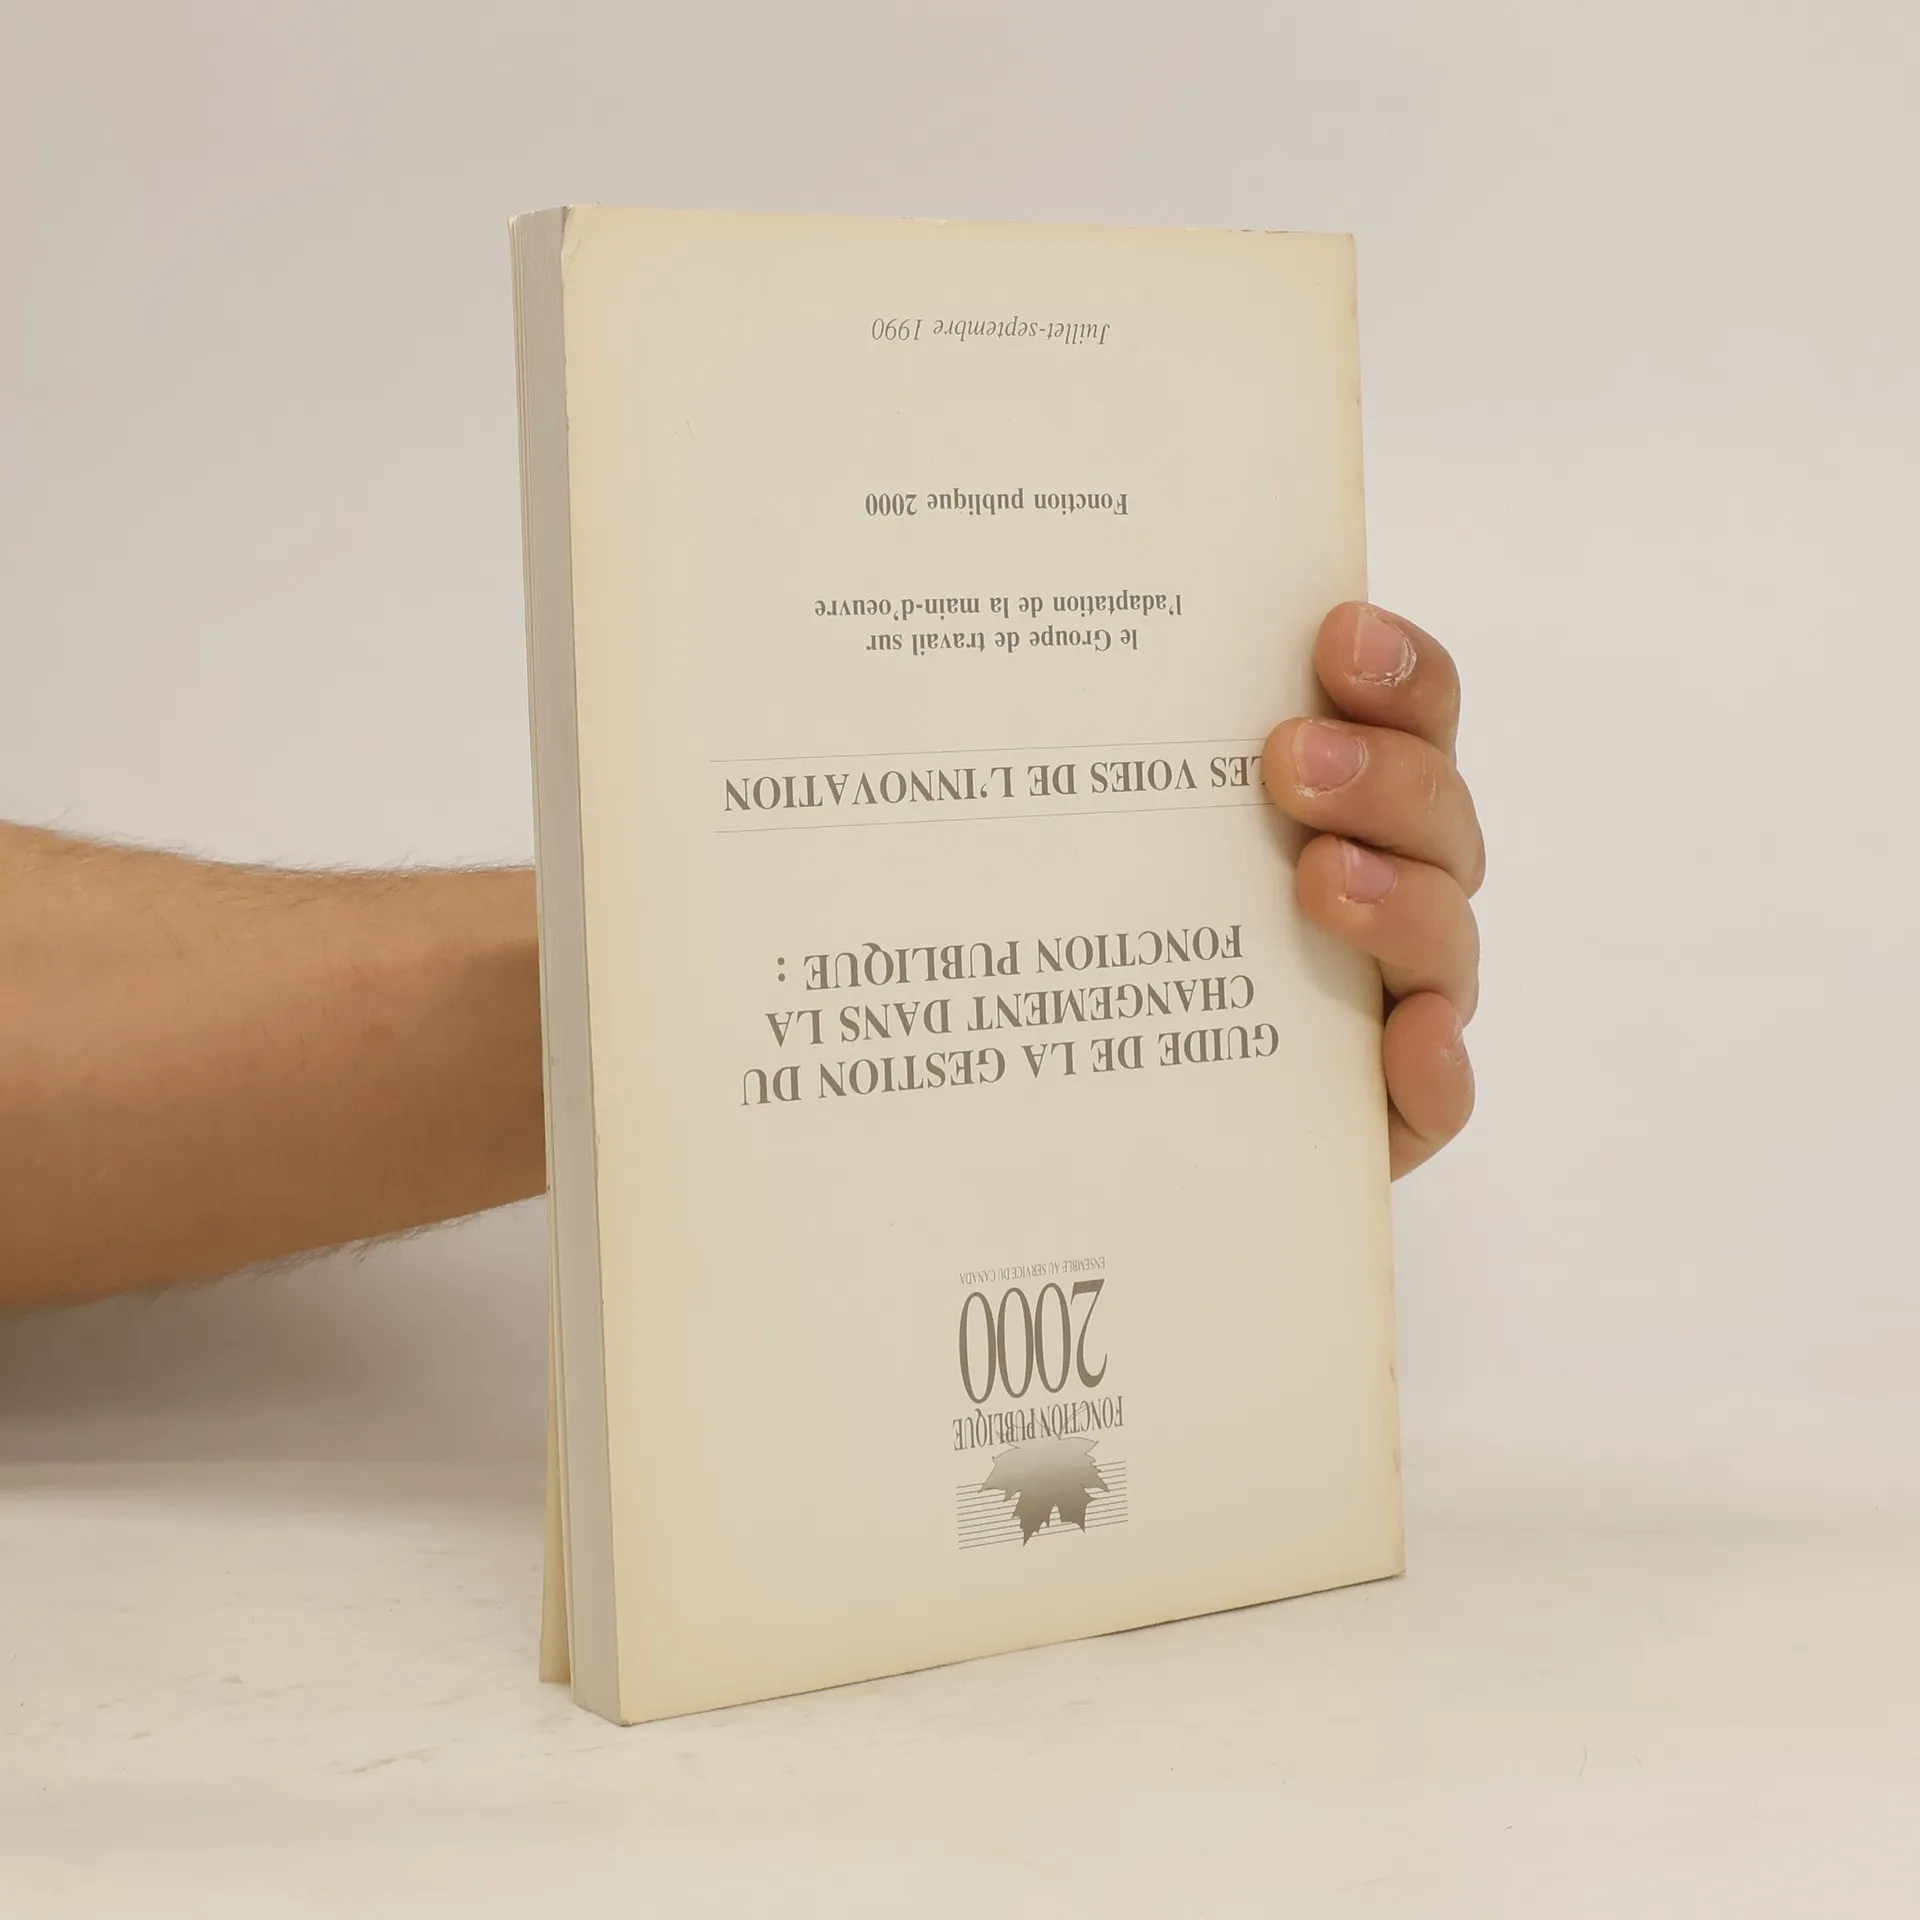 FONCTION PUBLIQUE
2000
ENSEMBLE AU SERVICE DU CANADA
GUIDE DE LA GESTION DU
CHANGEMENT DANS LA
FONCTION PUBLIQUE :
LES VOIES DE L'INNOVATION
le Groupe de travail sur
l'adaptation de la main-d'oeuvre
Fonction publique 2000
Juillet-septembre 1990